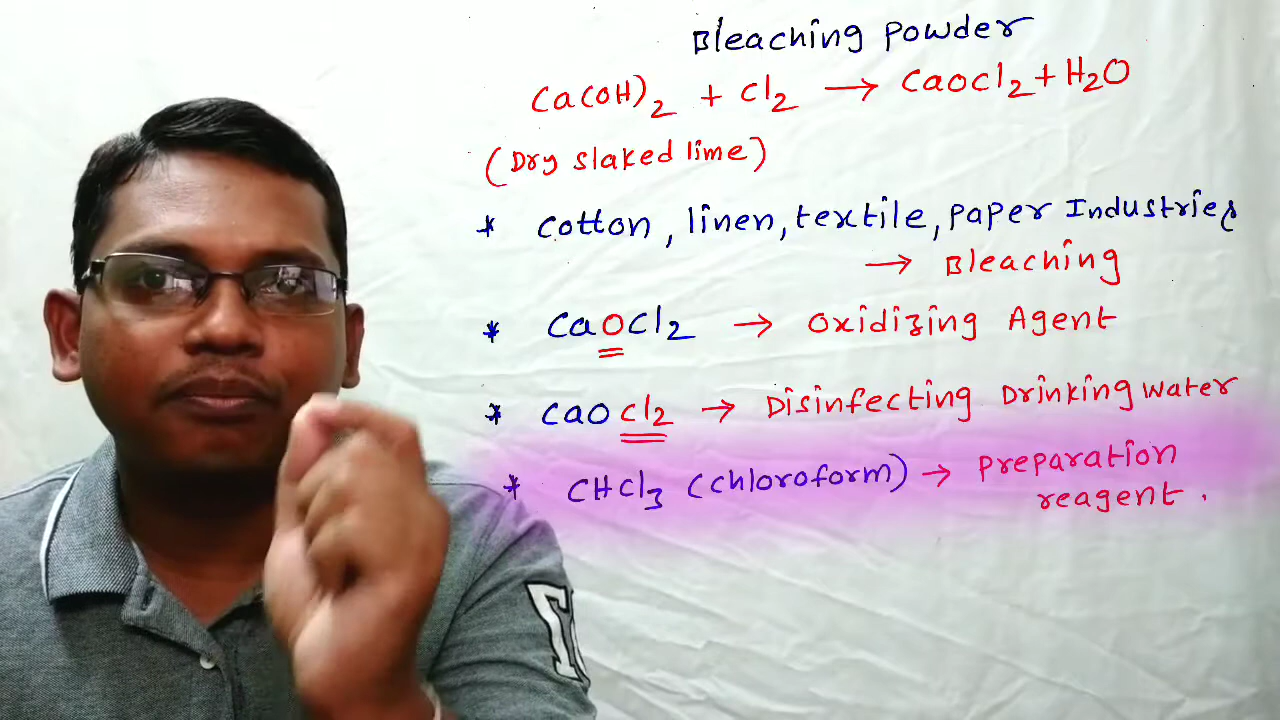 Bleaching powder
Ca(OH)2 + Cl2 → CaOCl2 + H2O
(Dry slaked lime)
* cotton, linen, textile, paper Industries
→ Bleaching
* CaOCl2 → Oxidizing Agent
* CaOCl2 → Disinfecting Drinking water
* CHCl3 (chloroform) → preparation
reagent.